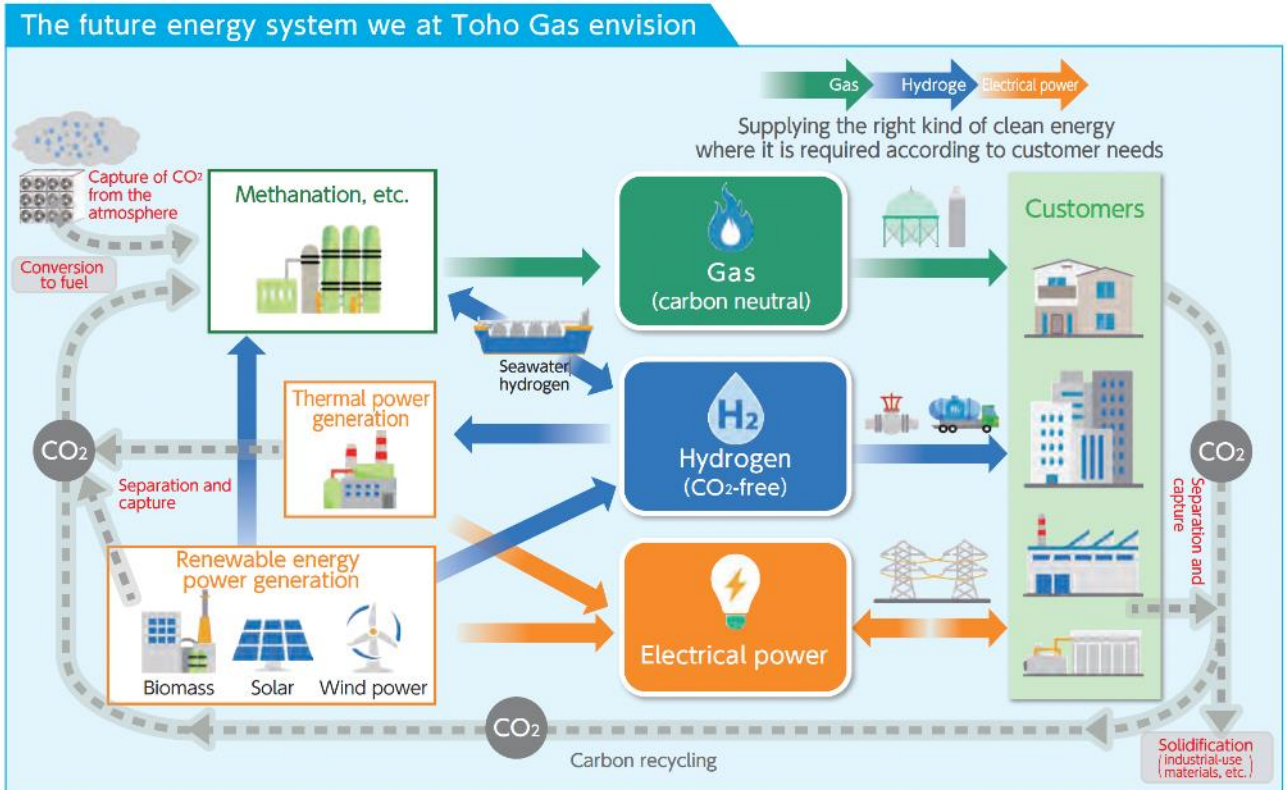 The future energy system we at Toho Gas envision
Gas
Hydroge
Electrical power
Supplying the right kind of clean energy
where it is required according to customer needs
Capture of CO₂
from the
atmosphere
Conversion
to fuel
Methanation, etc.
Gas
(carbon neutral)
Customers
Seawater
hydrogen
Thermal power
generation
H₂
Hydrogen
(CO₂-free)
H₂
CO₂
CO₂
Separation and
capture
Separation and
capture
Renewable energy
power generation
Biomass
Solar
Wind power
Electrical power
CO₂
Carbon recycling
Solidification
(industrial-use
materials, etc.)